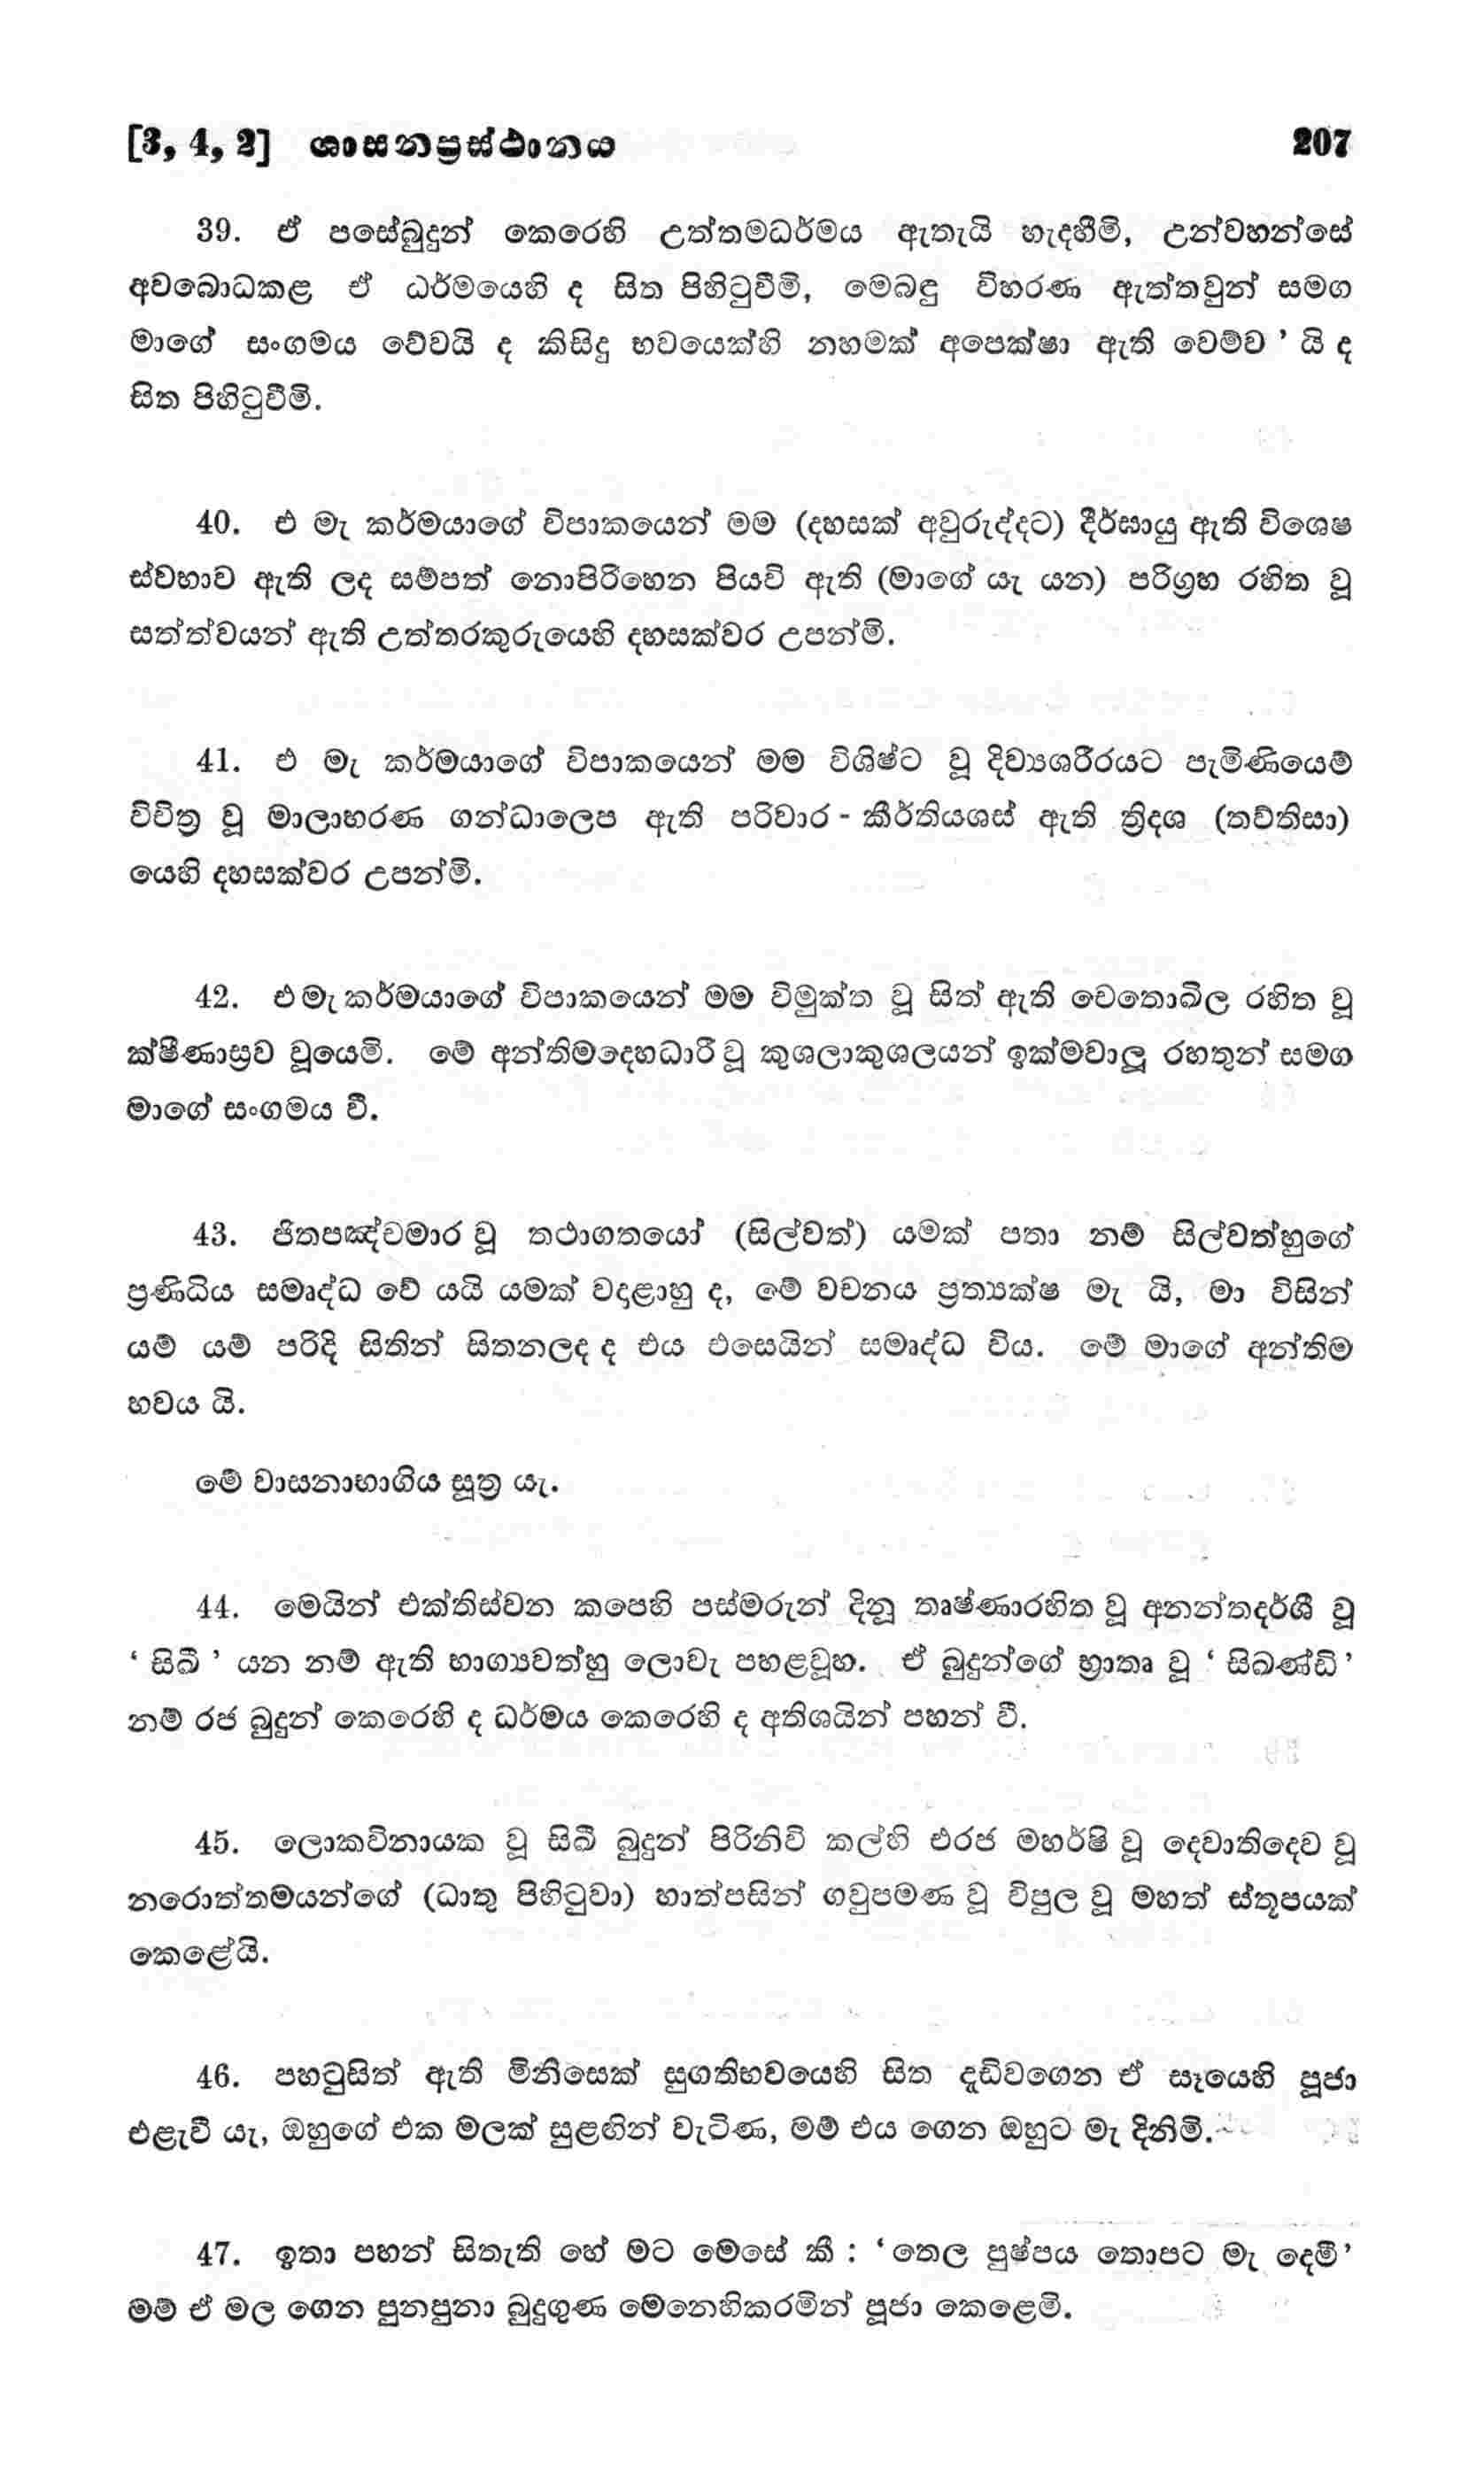 [3, 4, 2] ශාසනප්‍රස්ථානය 207
39. ඒ පසේබුදුන් කෙරෙහි උත්තමධර්මය ඇතැයි හැදහීමි, උන්වහන්සේ
අවබොධකළ ඒ ධර්මයෙහි ද සිත පිහිටුවීමි, මෙබඳු විහරණ ඇත්තවුන් සමග
මාගේ සංගමය වේවයි ද කිසිදු භවයෙක්හි නහමක් අපෙක්ෂා ඇති වෙම්ව ’ යි ද
සිත පිහිටුවීමි.
40. එ මැ කර්මයාගේ විපාකයෙන් මම (දහසක් අවුරුද්දට) දීර්ඝායු ඇති විශෙෂ
ස්වභාව ඇති ලද සම්පත් නොපිරිහෙන පියවි ඇති (මාගේ යැ යන) පරිග්‍රහ රහිත වූ
සත්ත්වයන් ඇති උත්තරකුරුයෙහි දහසක්වර උපන්මි.
41. එ මැ කර්මයාගේ විපාකයෙන් මම විශිෂ්ට වූ දිව්‍යශරීරයට පැමිණියෙම්
විචිත්‍ර වූ මාලාභරණ ගන්ධාලෙප ඇති පරිවාර - කීර්තියශස් ඇති ත්‍රිදශ (තව්තිසා)
යෙහි දහසක්වර උපන්මි.
42. එ මැ කර්මයාගේ විපාකයෙන් මම විමුක්ත වූ සිත් ඇති චෙතොඛිල රහිත වූ
ක්ෂීණාස්‍රව වූයෙමි. මේ අන්තිමදෙහධාරී වූ කුශලාකුශලයන් ඉක්මවාලූ රහතුන් සමග
මාගේ සංගමය වී.
43. ජිතපඤ්චමාර වූ තථාගතයෝ (සිල්වත්) යමක් පතා නම් සිල්වත්හුගේ
ප්‍රණිධිය සමෘද්ධ වේ යයි යමක් වදාළාහු ද, මේ වචනය ප්‍රත්‍යක්ෂ මැ යි, මා විසින්
යම් යම් පරිදි සිතින් සිතනලද ද එය එසෙයින් සමෘද්ධ විය. මේ මාගේ අන්තිම
භවය යි.
මේ වාසනාභාගිය සූත්‍ර යැ.
44. මෙයින් එක්තිස්වන කපෙහි පස්මරුන් දිනූ තෘෂ්ණාරහිත වූ අනන්තදර්ශී වූ
‘ සිඛී ’ යන නම් ඇති භාග්‍යවත්හු ලොවැ පහළවූහ. ඒ බුදුන්ගේ භ්‍රාතෘ වූ ‘ සිඛණ්ඩි ’
නම් රජ බුදුන් කෙරෙහි ද ධර්මය කෙරෙහි ද අතිශයින් පහන් වී.
45. ලොකවිනායක වූ සිඛී බුදුන් පිරිනිවි කල්හි එරජ මහර්ෂි වූ දෙවාතිදෙව වූ
නරොත්තමයන්ගේ (ධාතු පිහිටුවා) හාත්පසින් ගවුපමණ වූ විපුල වූ මහත් ස්තූපයක්
කෙළේයි.
46. පහටුසිත් ඇති මිනිසෙක් සුගතිභවයෙහි සිත දැඩිවගෙන ඒ සෑයෙහි පූජා
එළැවී යැ, ඔහුගේ එක මලක් සුළඟින් වැටිණ, මම් එය ගෙන ඔහුට මැ දිනිමි.
47. ඉතා පහන් සිතැති හේ මට මෙසේ කී : ‘ තෙල පුෂ්පය තොපට මැ දෙමි ’
මම් ඒ මල ගෙන පුනපුනා බුදුගුණ මෙනෙහිකරමින් පූජා කෙළෙමි.